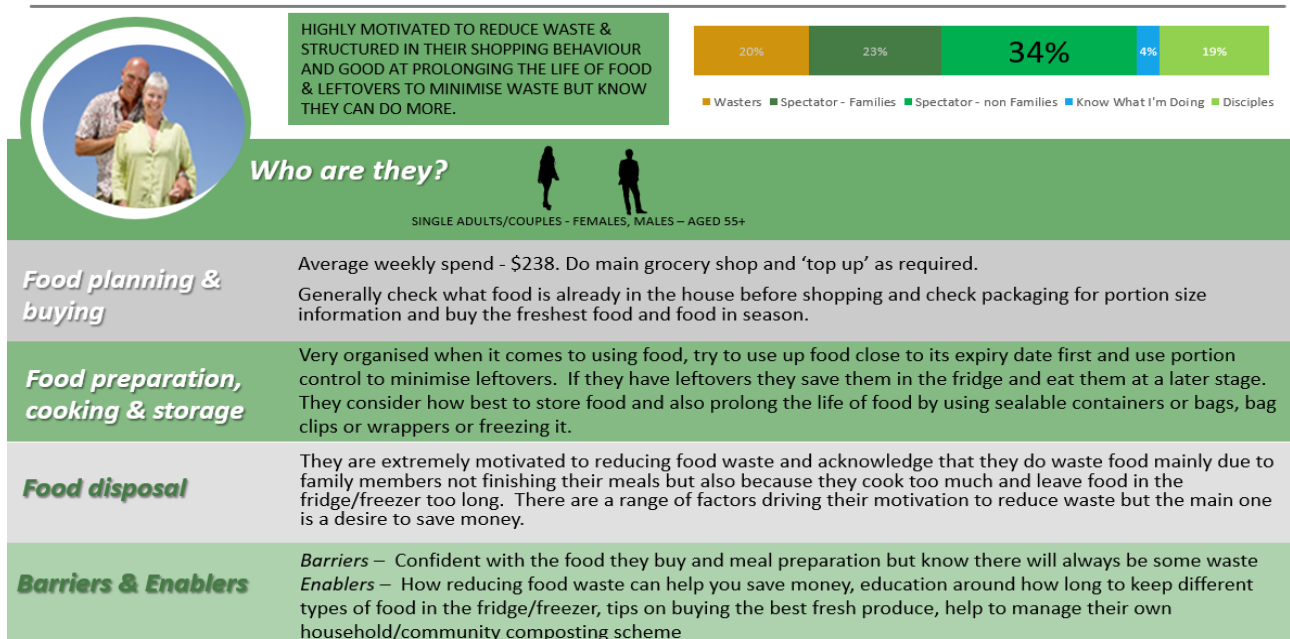 HIGHLY MOTIVATED TO REDUCE WASTE &
STRUCTURED IN THEIR SHOPPING BEHAVIOUR
AND GOOD AT PROLONGING THE LIFE OF FOOD
& LEFTOVERS TO MINIMISE WASTE BUT KNOW
THEY CAN DO MORE.
20% 23% 34% 4% 19%
Wasters Spectator - Families Spectator - non Families Know What I'm Doing Disciples
Who are they?
SINGLE ADULTS/COUPLES - FEMALES, MALES – AGED 55+
Food planning &
buying
Average weekly spend - $238. Do main grocery shop and ‘top up’ as required.
Generally check what food is already in the house before shopping and check packaging for portion size
information and buy the freshest food and food in season.
Food preparation,
cooking & storage
Very organised when it comes to using food, try to use up food close to its expiry date first and use portion
control to minimise leftovers. If they have leftovers they save them in the fridge and eat them at a later stage.
They consider how best to store food and also prolong the life of food by using sealable containers or bags, bag
clips or wrappers or freezing it.
Food disposal
They are extremely motivated to reducing food waste and acknowledge that they do waste food mainly due to
family members not finishing their meals but also because they cook too much and leave food in the
fridge/freezer too long. There are a range of factors driving their motivation to reduce waste but the main one
is a desire to save money.
Barriers & Enablers
Barriers – Confident with the food they buy and meal preparation but know there will always be some waste
Enablers – How reducing food waste can help you save money, education around how long to keep different
types of food in the fridge/freezer, tips on buying the best fresh produce, help to manage their own
household/community composting scheme